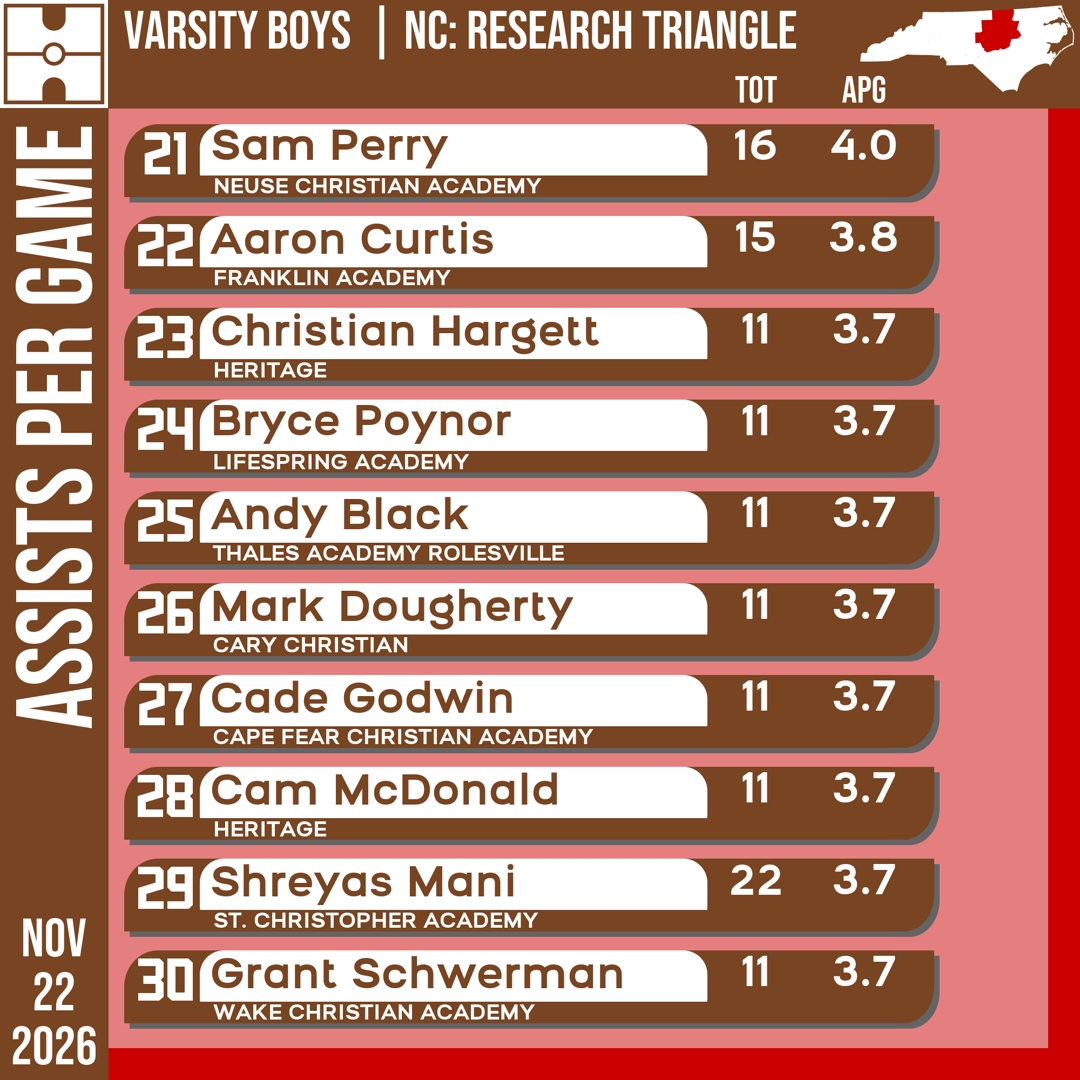 VARSITY BOYS | NC: RESEARCH TRIANGLE
TOT APG
ASSISTS PER GAME
21 Sam Perry 16 4.0
NEUSE CHRISTIAN ACADEMY
22 Aaron Curtis 15 3.8
FRANKLIN ACADEMY
23 Christian Hargett 11 3.7
HERITAGE
24 Bryce Poynor 11 3.7
LIFESPRING ACADEMY
25 Andy Black 11 3.7
THALES ACADEMY ROLESVILLE
26 Mark Dougherty 11 3.7
CARY CHRISTIAN
27 Cade Godwin 11 3.7
CAPE FEAR CHRISTIAN ACADEMY
28 Cam McDonald 11 3.7
HERITAGE
29 Shreyas Mani 22 3.7
ST. CHRISTOPHER ACADEMY
30 Grant Schwerman 11 3.7
WAKE CHRISTIAN ACADEMY
NOV
22
2026